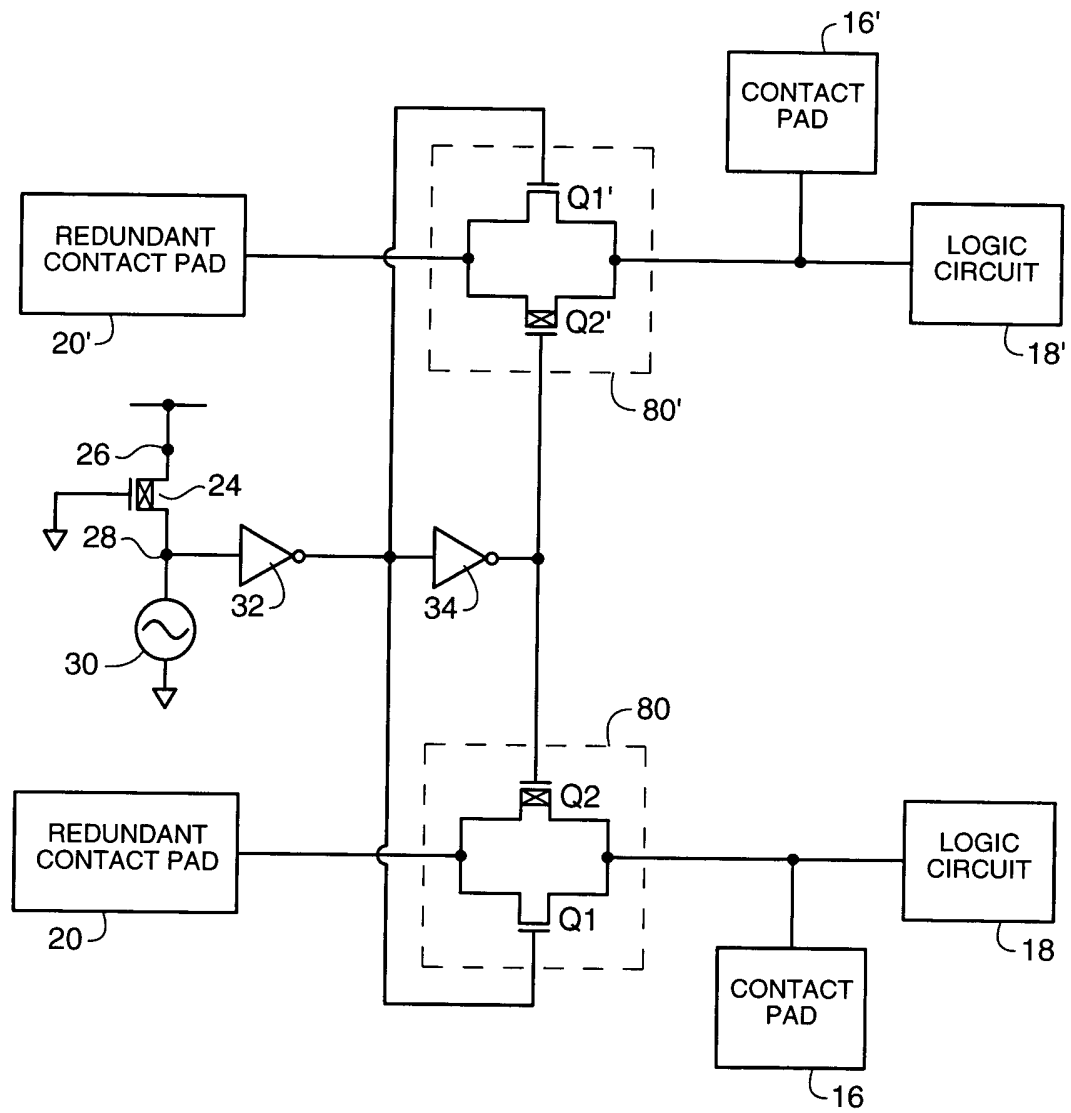 16'
CONTACT
PAD
Q1'
REDUNDANT
CONTACT PAD
LOGIC
CIRCUIT
Q2'
20'
18'
80'
26
24
28
32
34
30
80
Q2
REDUNDANT
CONTACT PAD
LOGIC
CIRCUIT
Q1
20
18
CONTACT
PAD
16